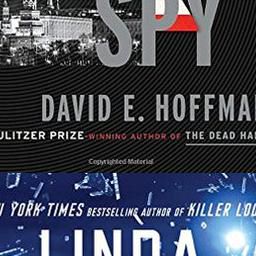 SPY
DAVID E. HOFFMA
ULITZER PRIZE-WINNING AUTHOR OF THE DEAD HA
Copyrighted Material
YORK TIMES BESTSELLING AUTHOR OF KILLER LO
LINDA